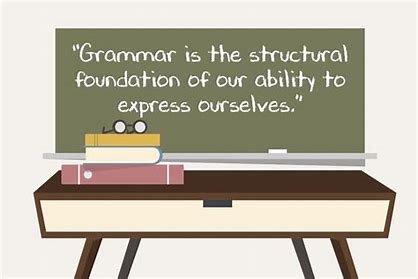 "Grammar is the structural
foundation of our ability to
express ourselves."